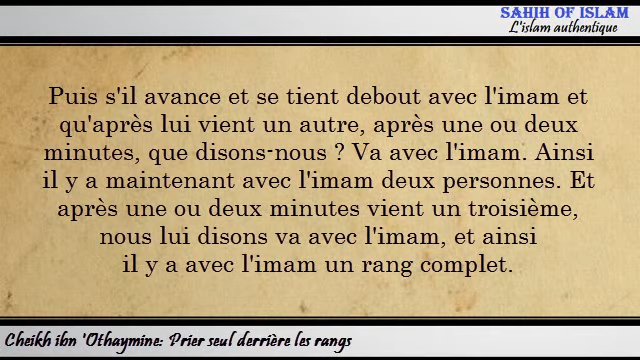 SAHIH OF ISLAM
L'islam authentique
Puis s'il avance et se tient debout avec l'imam et
qu'après lui vient un autre, après une ou deux
minutes, que disons-nous ? Va avec l'imam. Ainsi
il y a maintenant avec l'imam deux personnes. Et
après une ou deux minutes vient un troisième,
nous lui disons va avec l'imam, et ainsi
il y a avec l'imam un rang complet.
Cheikh ibn 'Othaymine: Prier seul derrière les rangs